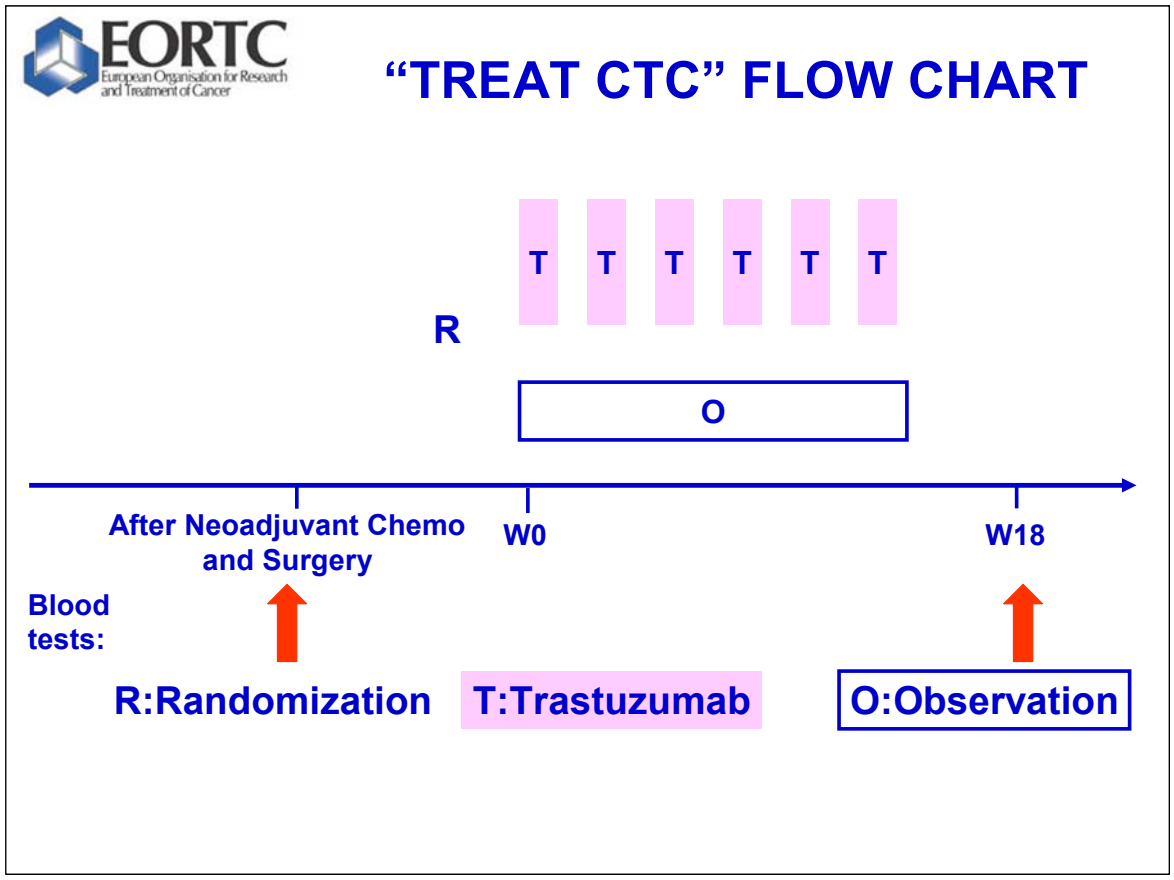 EORTC
European Organisation for Research
and Treatment of Cancer
“TREAT CTC” FLOW CHART
T T T T T T
R
O
After Neoadjuvant Chemo
and Surgery
W0
W18
Blood
tests:
R:Randomization
T:Trastuzumab
O:Observation